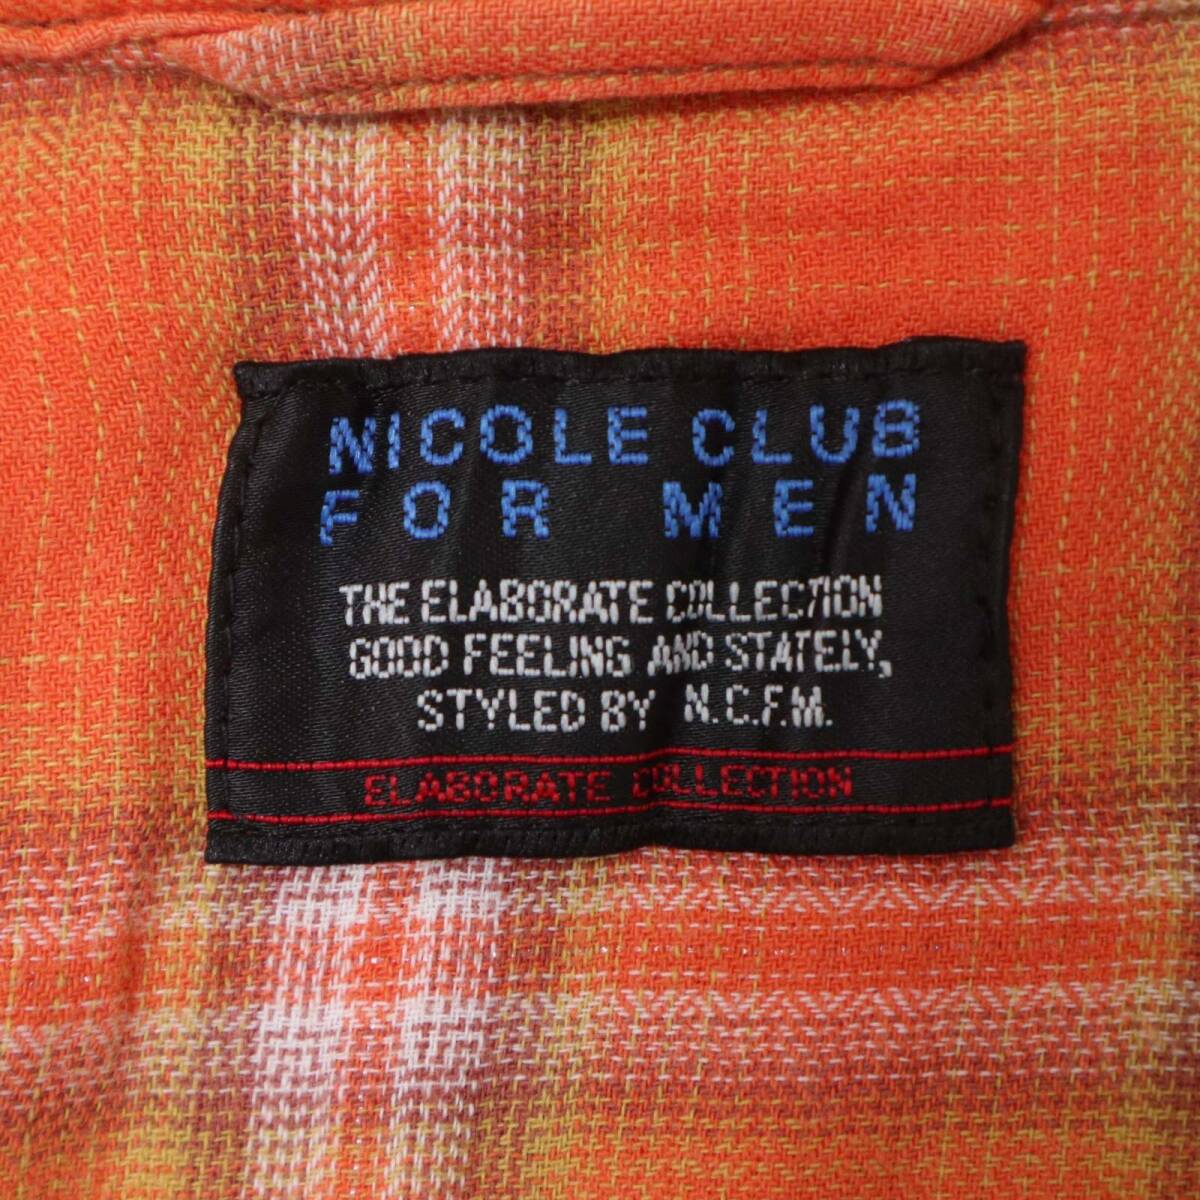 NICOLE CLUB
FOR MEN
THE ELABORATE COLLECTION
GOOD FEELING AND STATELY,
STYLED BY N.C.F.M.
ELABORATE COLLECTION